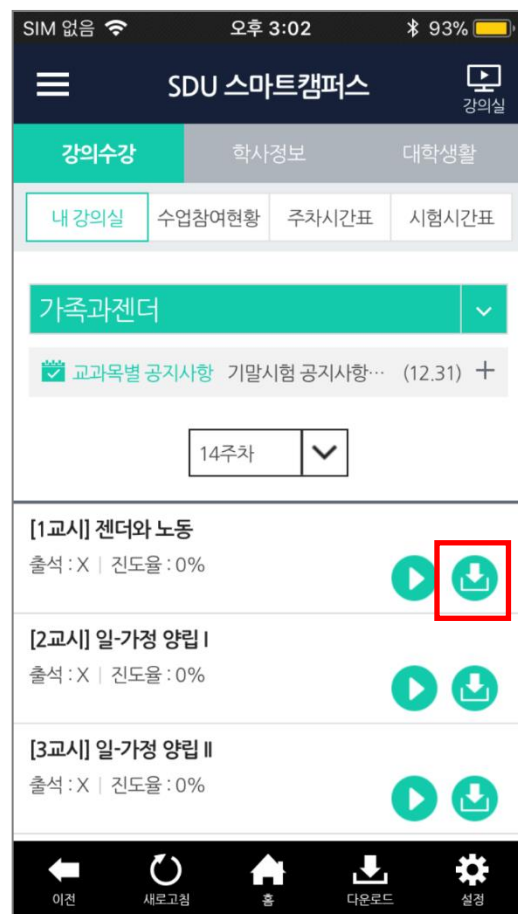 SIM 없음 오후 3:02 93%
SDU 스마트캠퍼스
강의실
강의수강 학사정보 대학생활
내 강의실 수업참여현황 주차시간표 시험시간표
가족과젠더
교과목별 공지사항 기말시험 공지사항… (12.31) +
14주차
[1교시] 젠더와 노동
출석 : X | 진도율 : 0%
[2교시] 일-가정 양립 I
출석 : X | 진도율 : 0%
[3교시] 일-가정 양립 II
출석 : X | 진도율 : 0%
이전 새로고침 홈 다운로드 설정